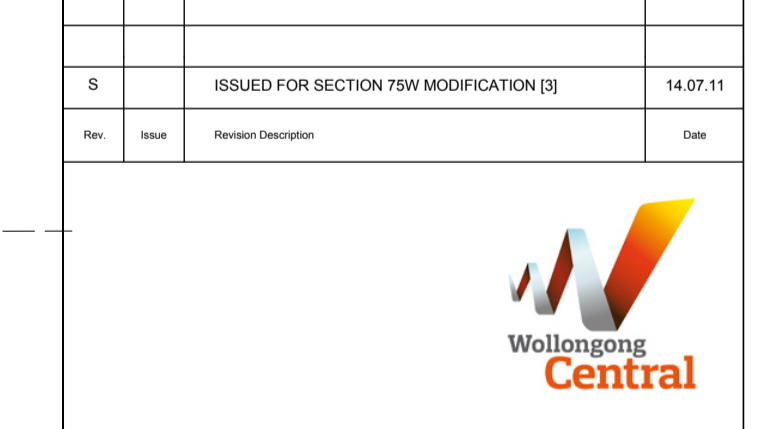 S ISSUED FOR SECTION 75W MODIFICATION [3] 14.07.11
Rev. Issue Revision Description Date
Wollongong
Central